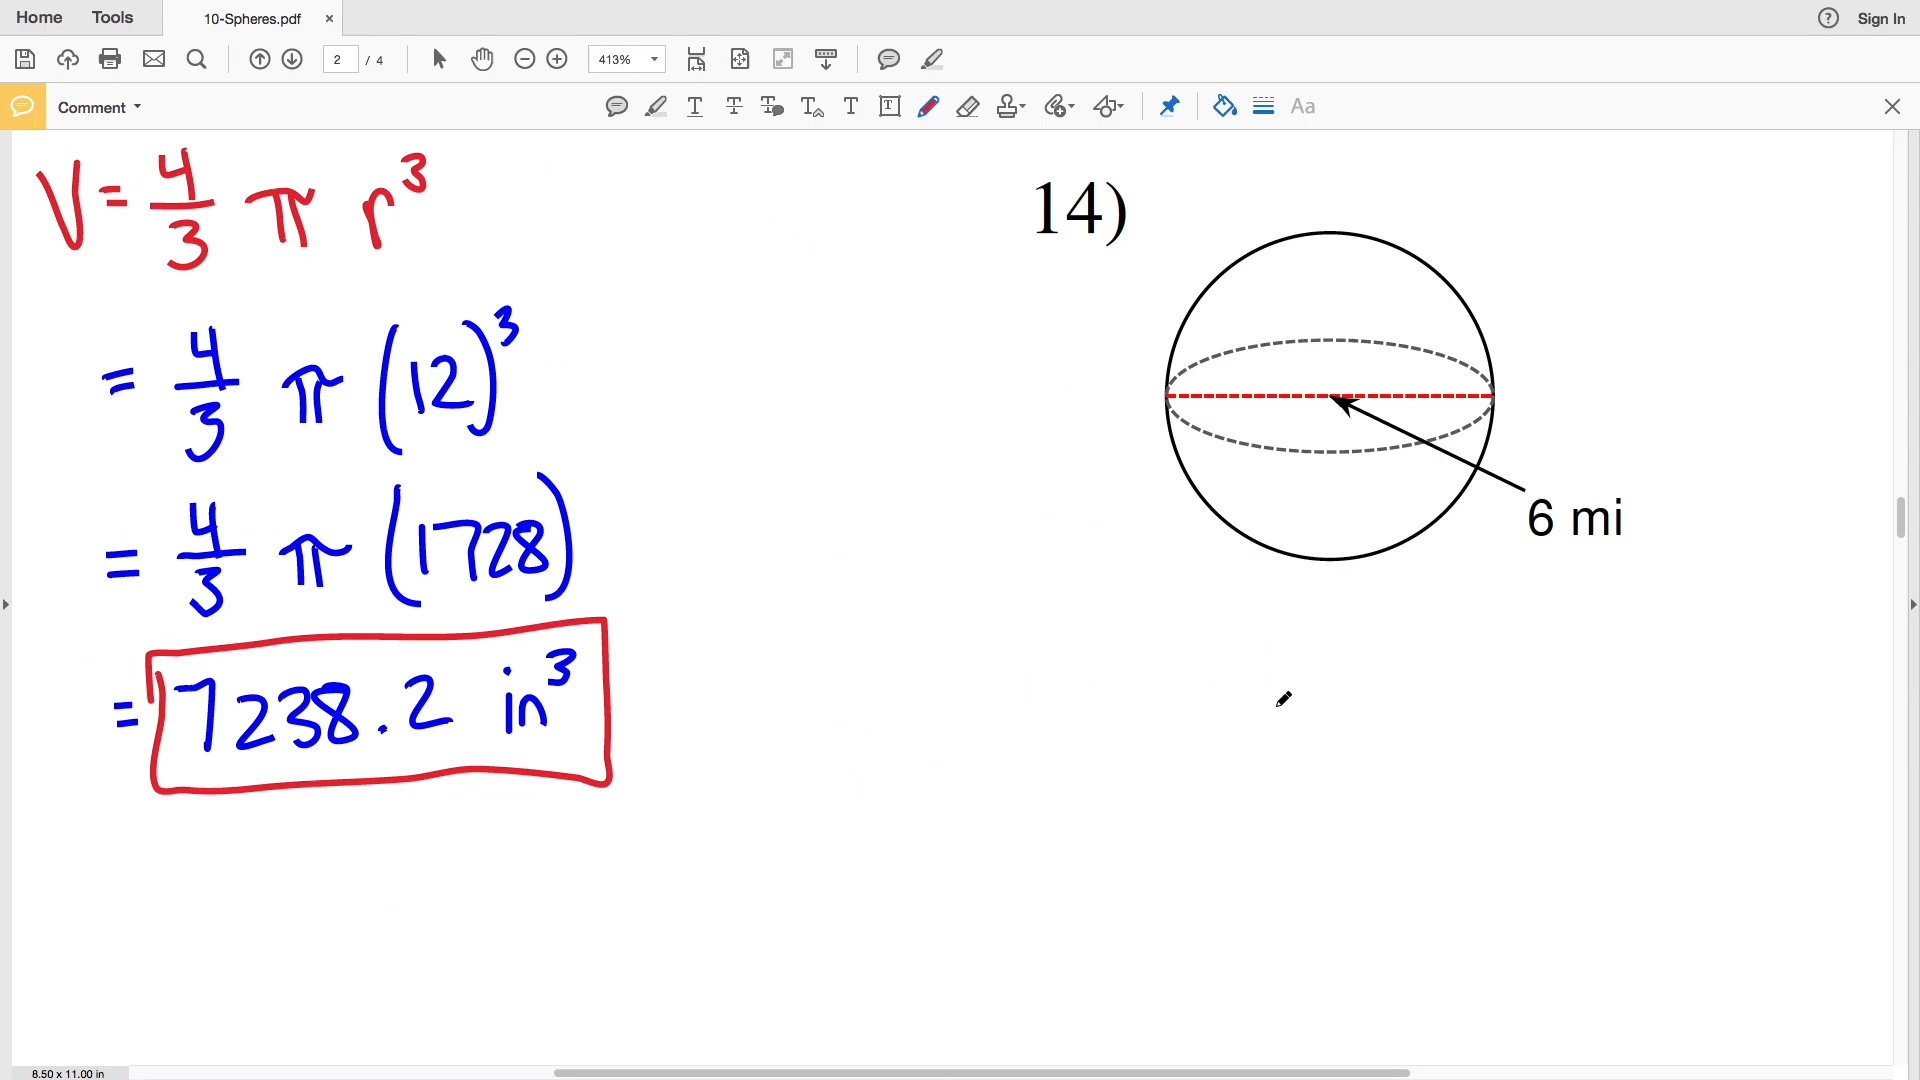 Home Tools 10-Spheres.pdf × ? Sign In
2 / 4 413%
Comment T T T T T T Aa
V = 4/3 π r³
= 4/3 π (12)³
= 4/3 π (1728)
= 7238.2 in³
14)
6 mi
8.50 x 11.00 in